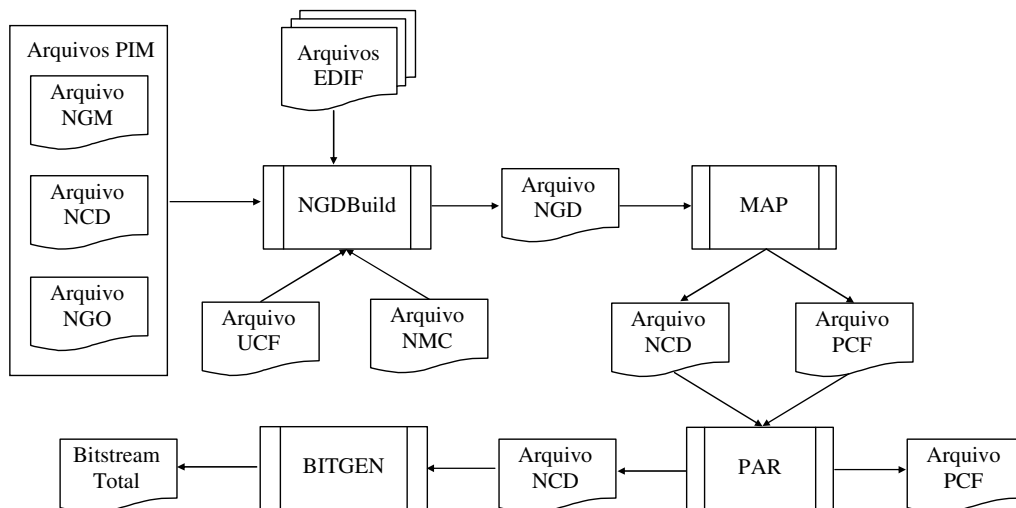 Arquivos PIM
Arquivo
NGM
Arquivo
NCD
Arquivo
NGO
Arquivos
EDIF
NGDBuild
Arquivo
UCF
Arquivo
NMC
Arquivo
NGD
MAP
Arquivo
NCD
Arquivo
PCF
PAR
Arquivo
PCF
Arquivo
NCD
BITGEN
Bitstream
Total